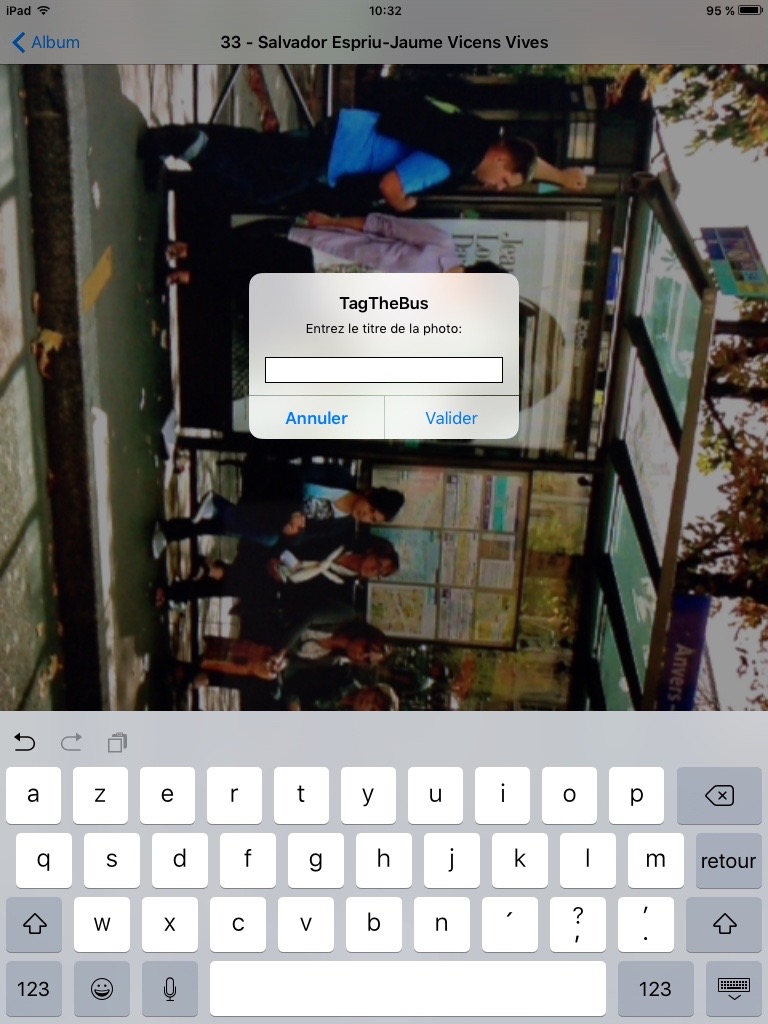 iPad 10:32 95 %
Album 33 - Salvador Espriu-Jaume Vicens Vives
TagTheBus
Entrez le titre de la photo:
Annuler Valider
Anvers
a z e r t y u i o p
q s d f g h j k l m retour
w x c v b n ´ ? , ' .
123 123